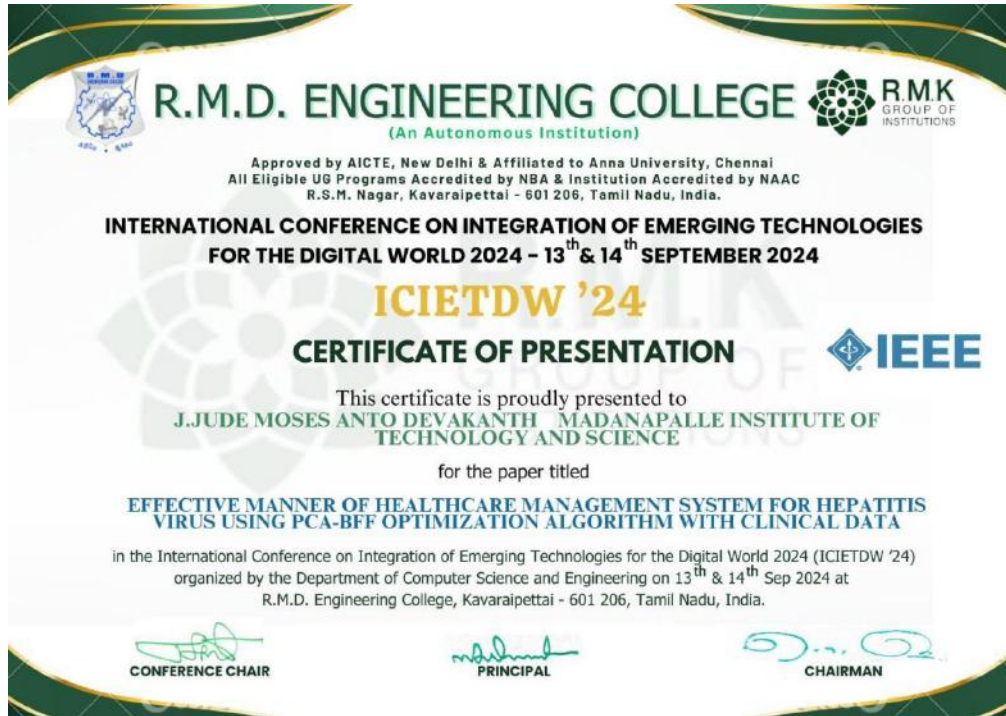 R.M.D. ENGINEERING COLLEGE
(An Autonomous Institution)
R.M.D
R.M.K
GROUP OF
INSTITUTIONS
Approved by AICTE, New Delhi & Affiliated to Anna University, Chennai
All Eligible UG Programs Accredited by NBA & Institution Accredited by NAAC
R.S.M. Nagar, Kavaraipettai - 601 206, Tamil Nadu, India.
INTERNATIONAL CONFERENCE ON INTEGRATION OF EMERGING TECHNOLOGIES
FOR THE DIGITAL WORLD 2024 – 13th & 14th SEPTEMBER 2024
ICIETDW '24
CERTIFICATE OF PRESENTATION
IEEE
This certificate is proudly presented to
J.JUDE MOSES ANTO DEVAKANTH MADANAPALLE INSTITUTE OF
TECHNOLOGY AND SCIENCE
for the paper titled
EFFECTIVE MANNER OF HEALTHCARE MANAGEMENT SYSTEM FOR HEPATITIS
VIRUS USING PCA-BFF OPTIMIZATION ALGORITHM WITH CLINICAL DATA
in the International Conference on Integration of Emerging Technologies for the Digital World 2024 (ICIETDW '24)
organized by the Department of Computer Science and Engineering on 13th & 14th Sep 2024 at
R.M.D. Engineering College, Kavaraipettai - 601 206, Tamil Nadu, India.
CONFERENCE CHAIR
PRINCIPAL
CHAIRMAN
R.M.K
GROUP OF
INSTITUTIONS